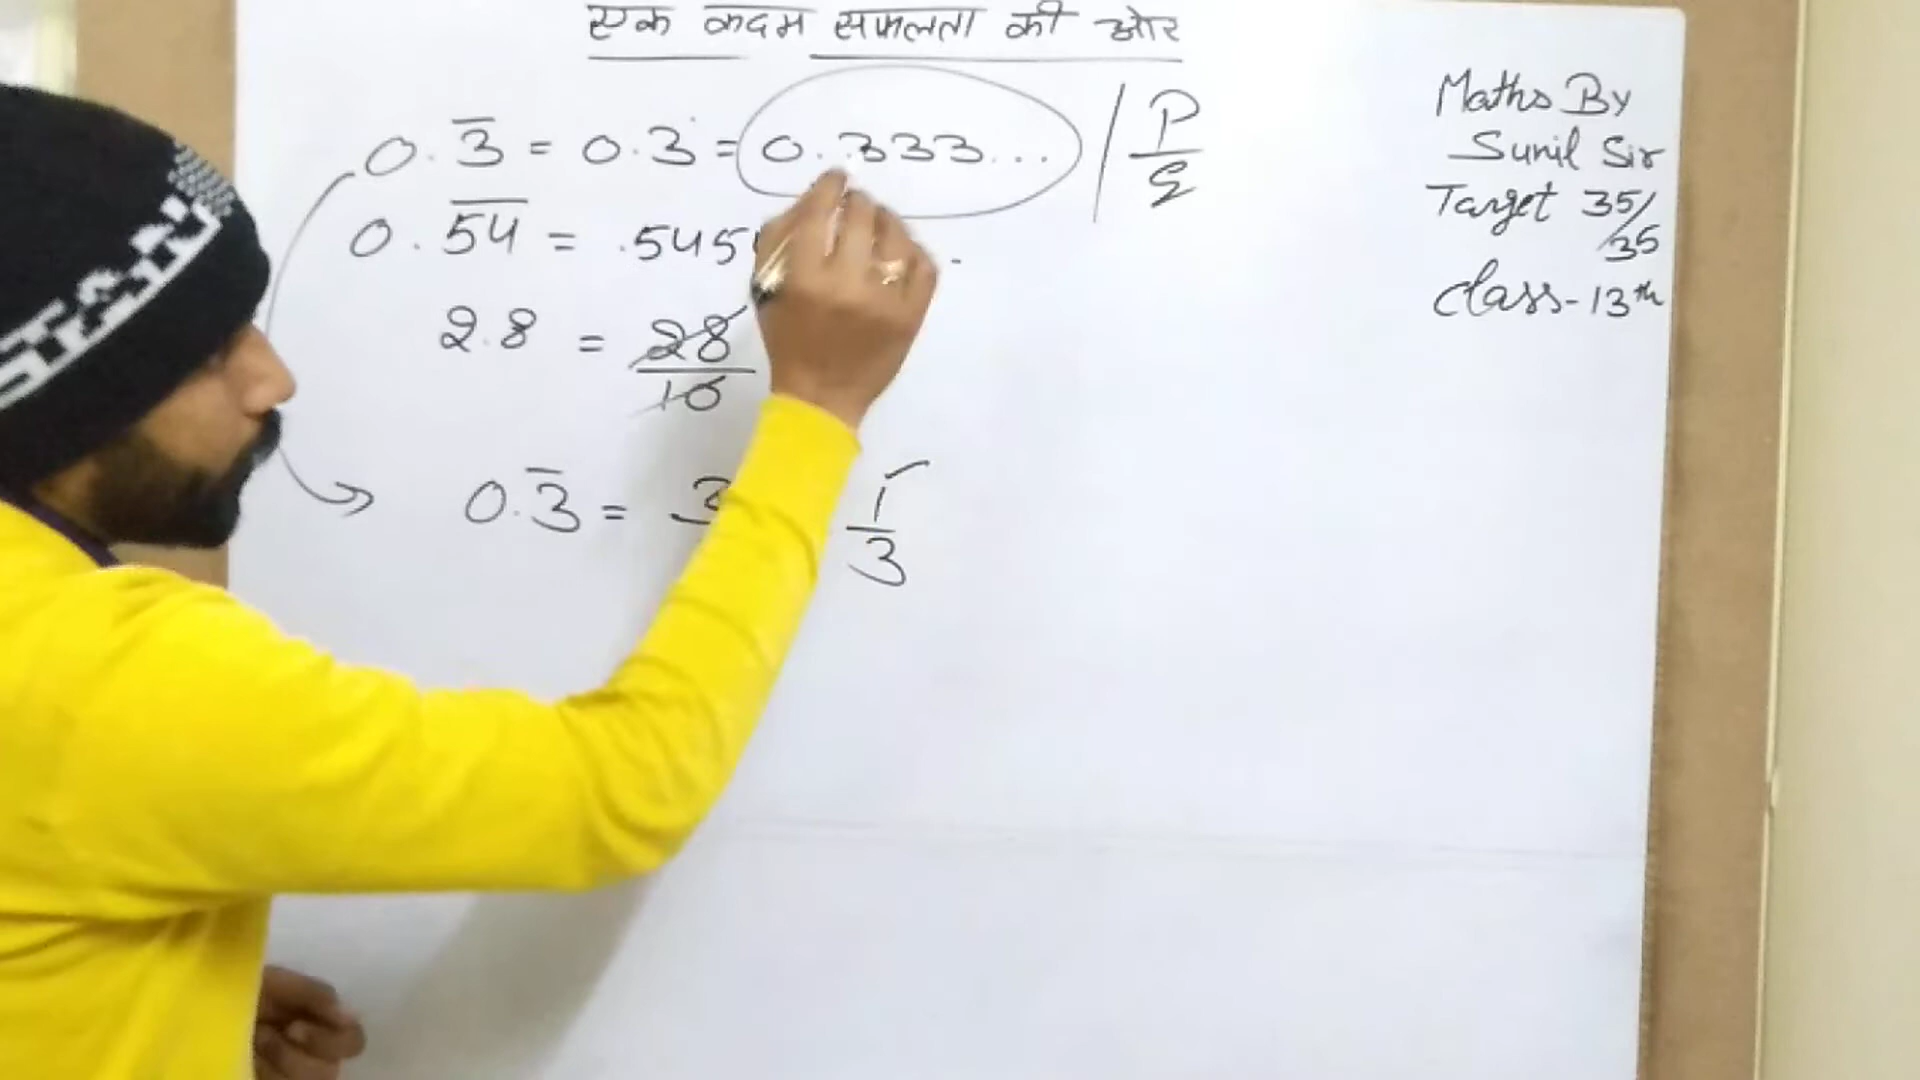 एक कदम सफलता की ओर
0.3̅ = 0.3̇ = 0.333... | P/q
0.5̅4̅ = .545 .
2.8 = 28/10
0.3̅ = 3 1/3
Maths By
Sunil Sir
Target 35/35
Class-13th